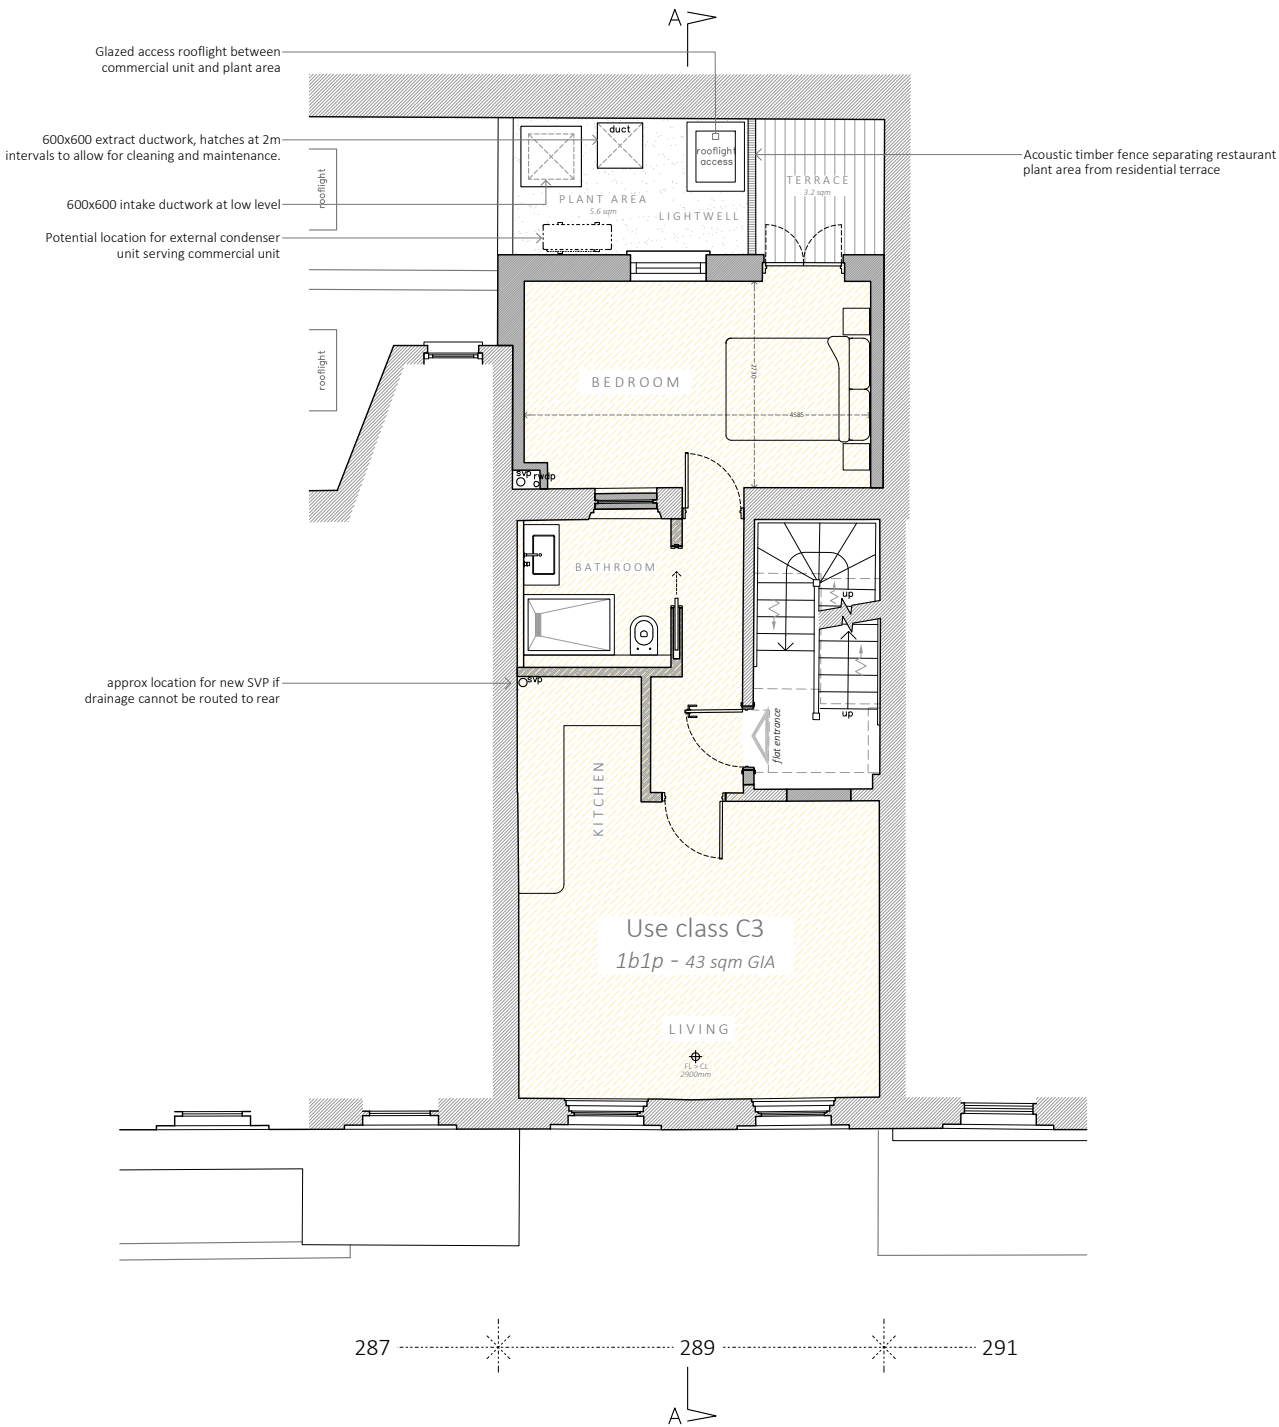 A
Glazed access rooflight between
commercial unit and plant area
600x600 extract ductwork, hatches at 2m
intervals to allow for cleaning and maintenance.
600x600 intake ductwork at low level
Potential location for external condenser
unit serving commercial unit
Acoustic timber fence separating restaurant
plant area from residential terrace
duct
rooflight
access
rooflight
PLANT AREA
5.6 sqm
LIGHTWELL
TERRACE
3.2 sqm
rooflight
BEDROOM
2730
4585
svp
rwdp
BATHROOM
up
up
flat entrance
approx location for new SVP if
drainage cannot be routed to rear
svp
KITCHEN
Use class C3
1b1p - 43 sqm GIA
LIVING
FL > CL
2900mm
287
289
291
A